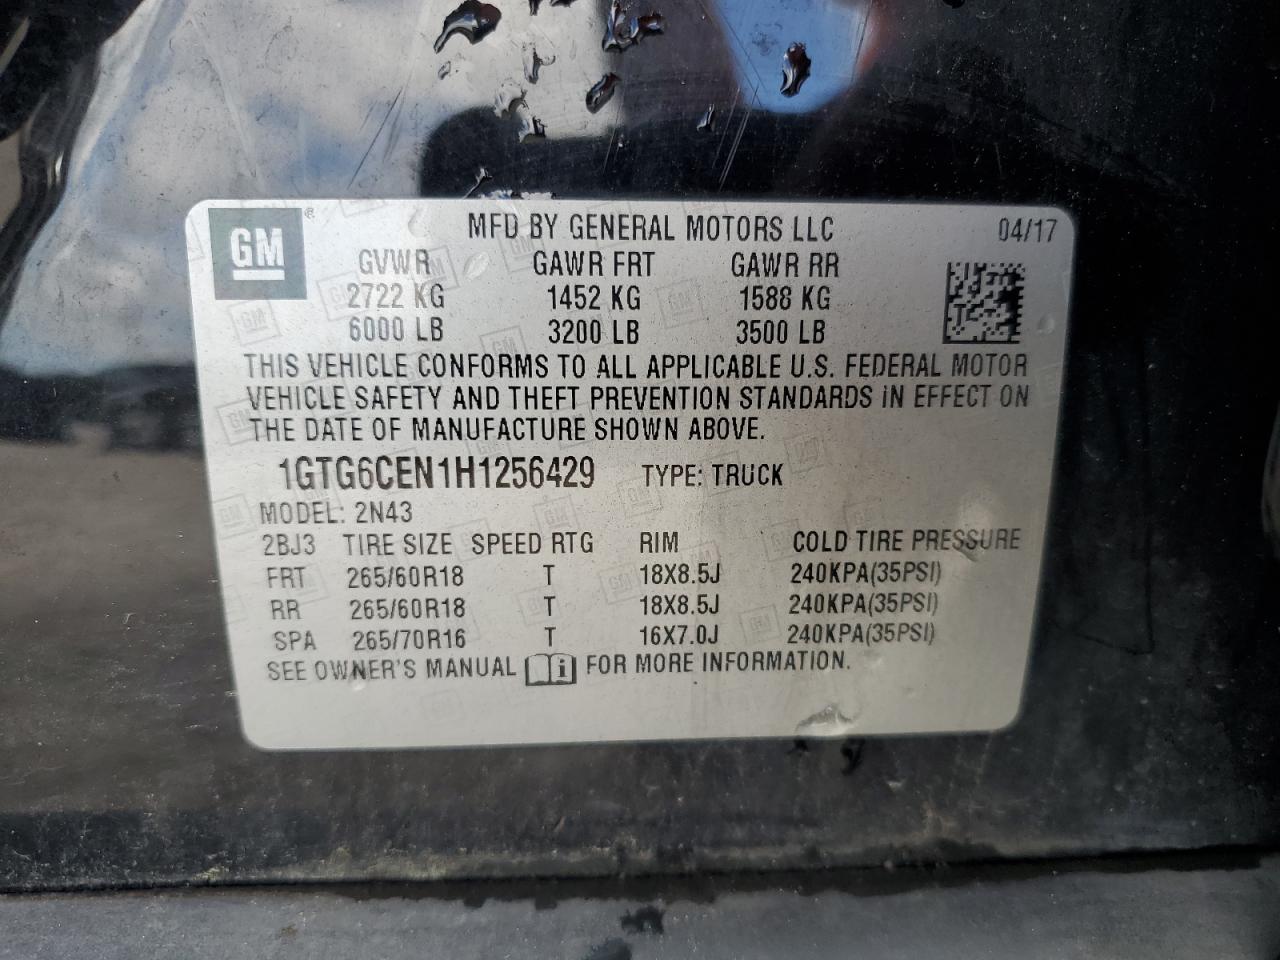 GM®
MFD BY GENERAL MOTORS LLC 04/17
GVWR GAWR FRT GAWR RR
2722 KG 1452 KG 1588 KG
6000 LB 3200 LB 3500 LB
THIS VEHICLE CONFORMS TO ALL APPLICABLE U.S. FEDERAL MOTOR
VEHICLE SAFETY AND THEFT PREVENTION STANDARDS IN EFFECT ON
THE DATE OF MANUFACTURE SHOWN ABOVE.
1GTG6CEN1H1256429 TYPE: TRUCK
MODEL: 2N43
2BJ3 TIRE SIZE SPEED RTG RIM COLD TIRE PRESSURE
FRT 265/60R18 T 18X8.5J 240KPA(35PSI)
RR 265/60R18 T 18X8.5J 240KPA(35PSI)
SPA 265/70R16 T 16X7.0J 240KPA(35PSI)
SEE OWNER'S MANUAL i FOR MORE INFORMATION.